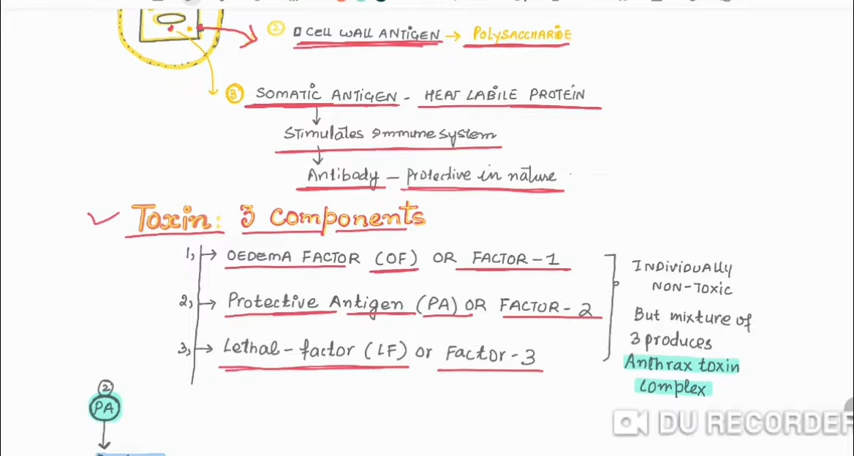 ② CELL WALL ANTIGEN → POLYSACCHARIDE
③ SOMATIC ANTIGEN - HEAT LABILE PROTEIN
Stimulates immune system
Antibody - protective in nature
✓ Toxin: 3 components
1, → OEDEMA FACTOR (OF) OR FACTOR-1
2, → Protective Antigen (PA) OR FACTOR-2
3, → Lethal-factor (LF) or Factor-3
INDIVIDUALLY
NON-TOXIC
But mixture of
3 produces
Anthrax toxin
complex
②
PA
DU RECORDER